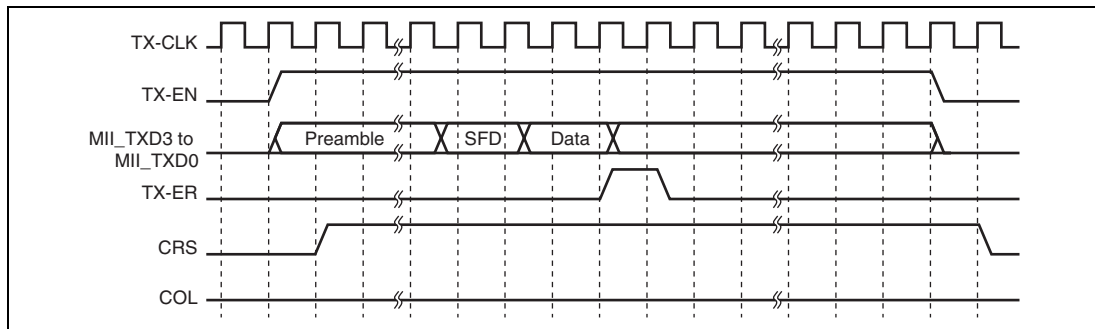 TX-CLK
TX-EN
MII_TXD3 to
MII_TXD0
Preamble
SFD
Data
TX-ER
CRS
COL